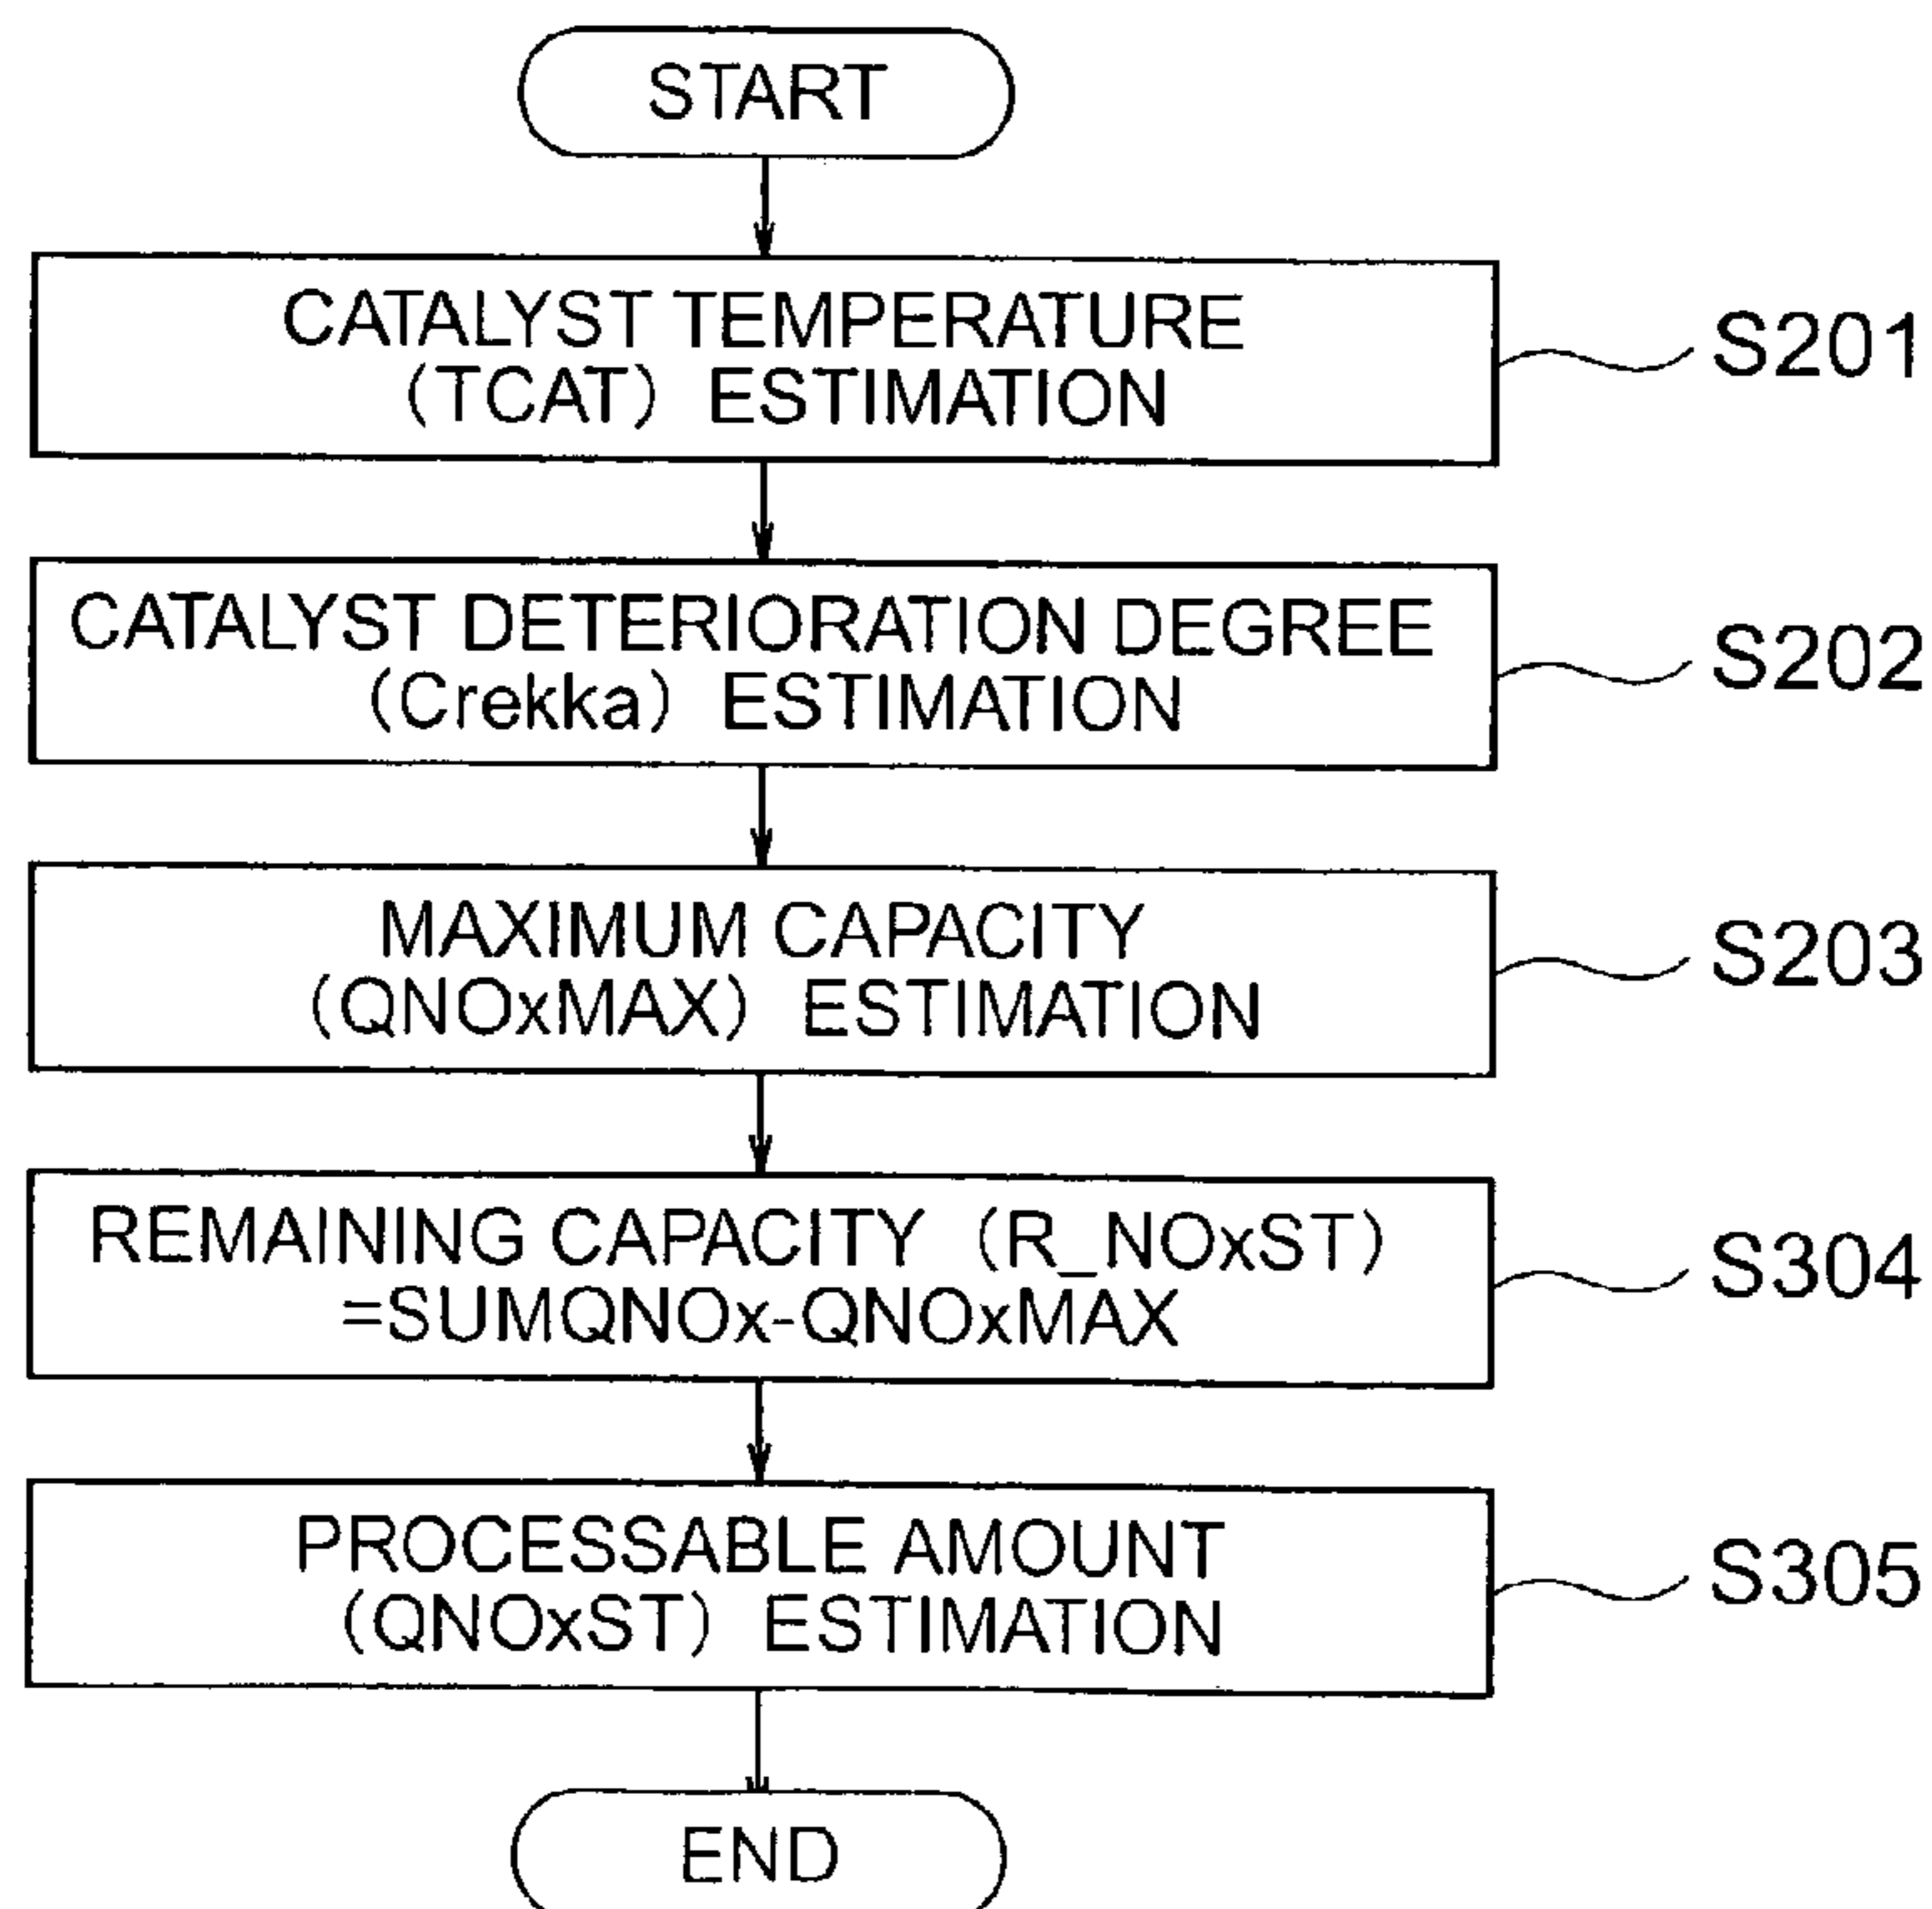 START
CATALYST TEMPERATURE
(TCAT) ESTIMATION
S201
CATALYST DETERIORATION DEGREE
(Crekka) ESTIMATION
S202
MAXIMUM CAPACITY
(QNOxMAX) ESTIMATION
S203
REMAINING CAPACITY (R_NOxST)
=SUMQNOx-QNOxMAX
S304
PROCESSABLE AMOUNT
(QNOxST) ESTIMATION
S305
END